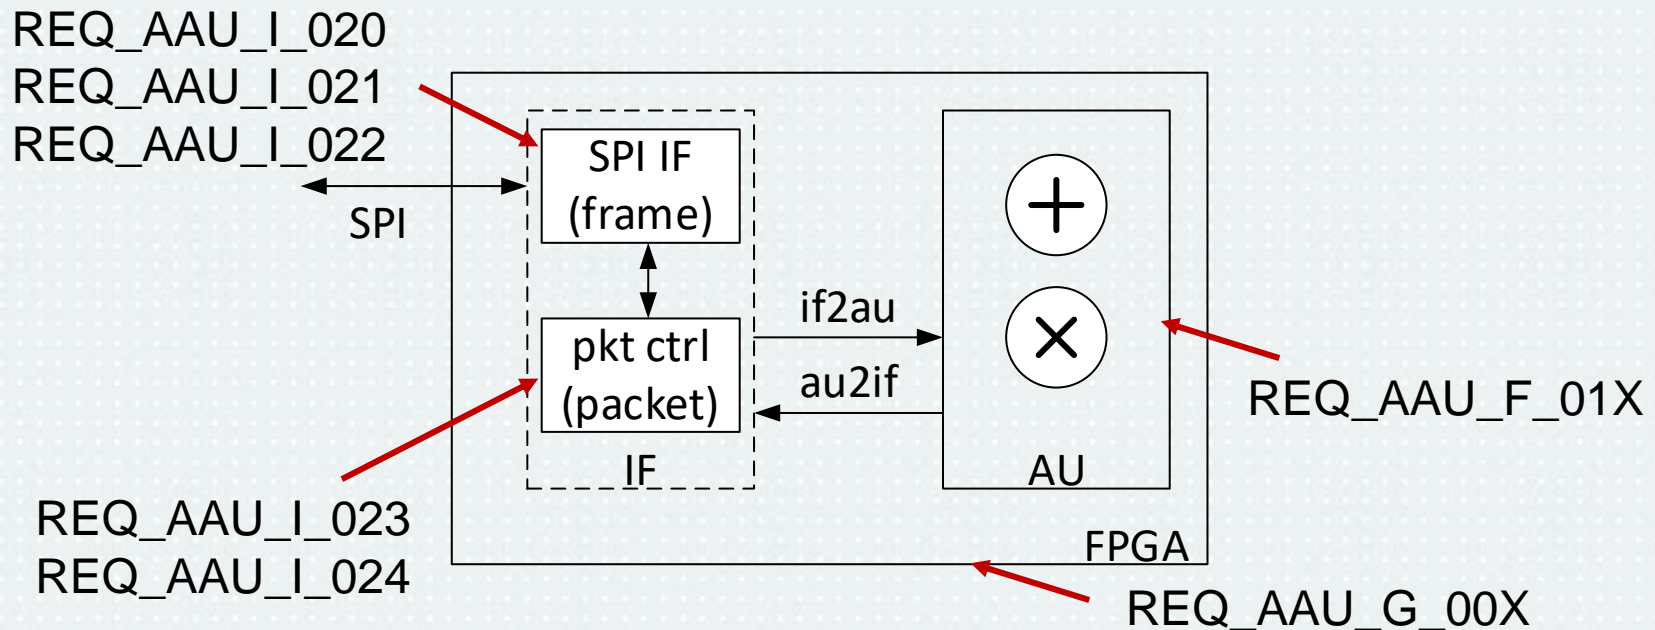 REQ_AAU_I_020
REQ_AAU_I_021
REQ_AAU_I_022
SPI
SPI IF
(frame)
pkt ctrl
(packet)
IF
if2au
au2if
AU
FPGA
REQ_AAU_F_01X
REQ_AAU_I_023
REQ_AAU_I_024
REQ_AAU_G_00X